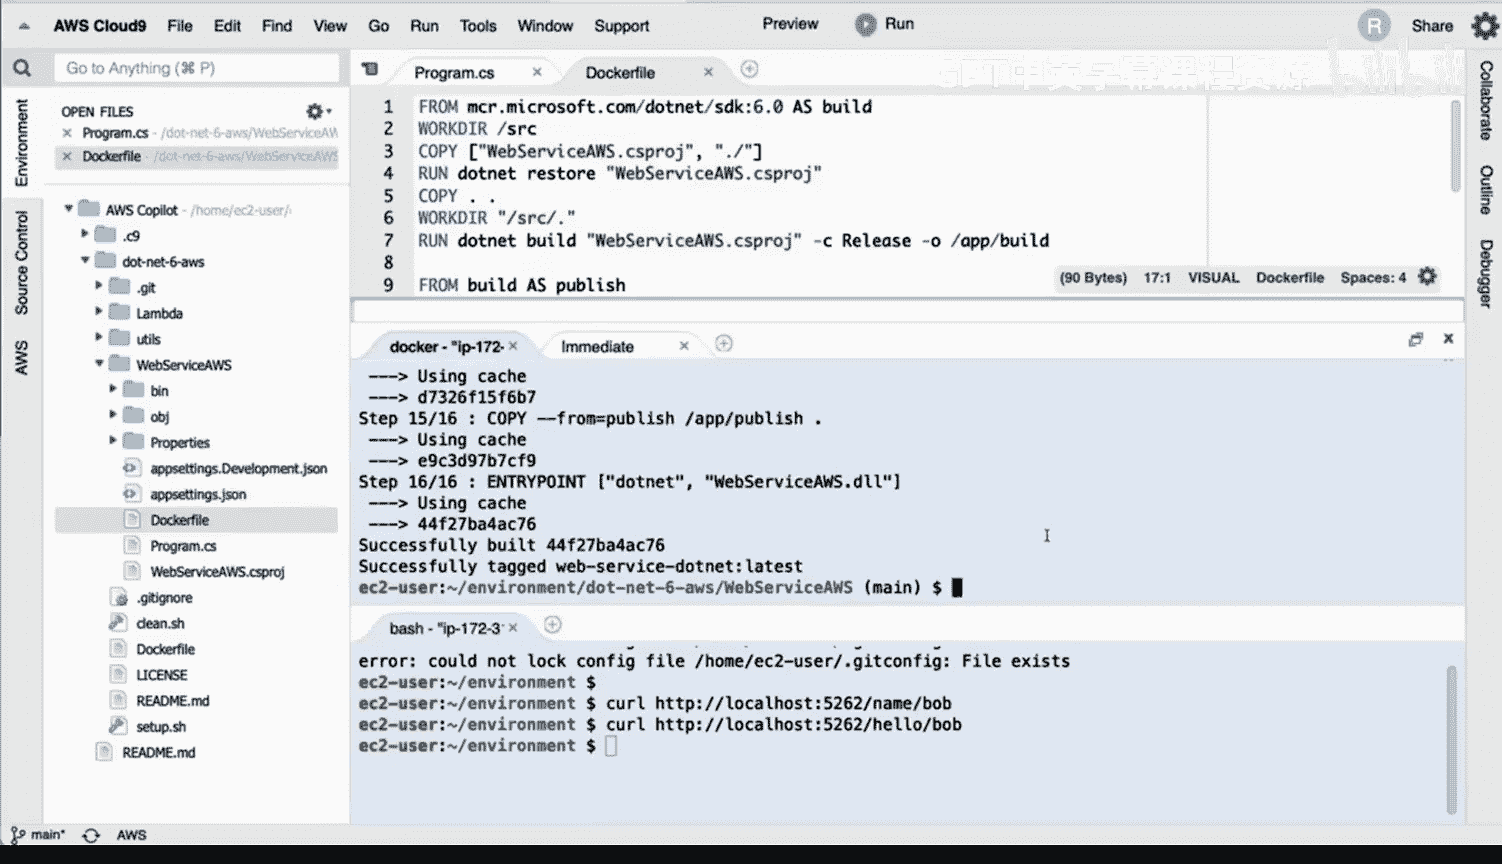 AWS Cloud9 File Edit Find View Go Run Tools Window Support Preview Run R Share
Go to Anything (⌘ P)
Environment
Source Control
AWS
OPEN FILES
Program.cs - /dot-net-6-aws/WebServiceAW
Dockerfile - /dot-net-6-aws/WebServiceAWS
AWS Copilot - /home/ec2-user/
.c9
dot-net-6-aws
.git
Lambda
utils
WebServiceAWS
bin
obj
Properties
appsettings.Development.json
appsettings.json
Dockerfile
Program.cs
WebServiceAWS.csproj
.gitignore
clean.sh
Dockerfile
LICENSE
README.md
setup.sh
README.md
Program.cs Dockerfile
1 FROM mcr.microsoft.com/dotnet/sdk:6.0 AS build
2 WORKDIR /src
3 COPY ["WebServiceAWS.csproj", "./"]
4 RUN dotnet restore "WebServiceAWS.csproj"
5 COPY . .
6 WORKDIR "/src/."
7 RUN dotnet build "WebServiceAWS.csproj" -c Release -o /app/build
8
9 FROM build AS publish
(90 Bytes) 17:1 VISUAL Dockerfile Spaces: 4
docker - "ip-172- Immediate
---> Using cache
---> d7326f15f6b7
Step 15/16 : COPY --from=publish /app/publish .
---> Using cache
---> e9c3d97b7cf9
Step 16/16 : ENTRYPOINT ["dotnet", "WebServiceAWS.dll"]
---> Using cache
---> 44f27ba4ac76
Successfully built 44f27ba4ac76
Successfully tagged web-service-dotnet:latest
ec2-user:~/environment/dot-net-6-aws/WebServiceAWS (main) $
bash - "ip-172-3
error: could not lock config file /home/ec2-user/.gitconfig: File exists
ec2-user:~/environment $
ec2-user:~/environment $ curl http://localhost:5262/name/bob
ec2-user:~/environment $ curl http://localhost:5262/hello/bob
ec2-user:~/environment $
Collaborate
Outline
Debugger
main* AWS